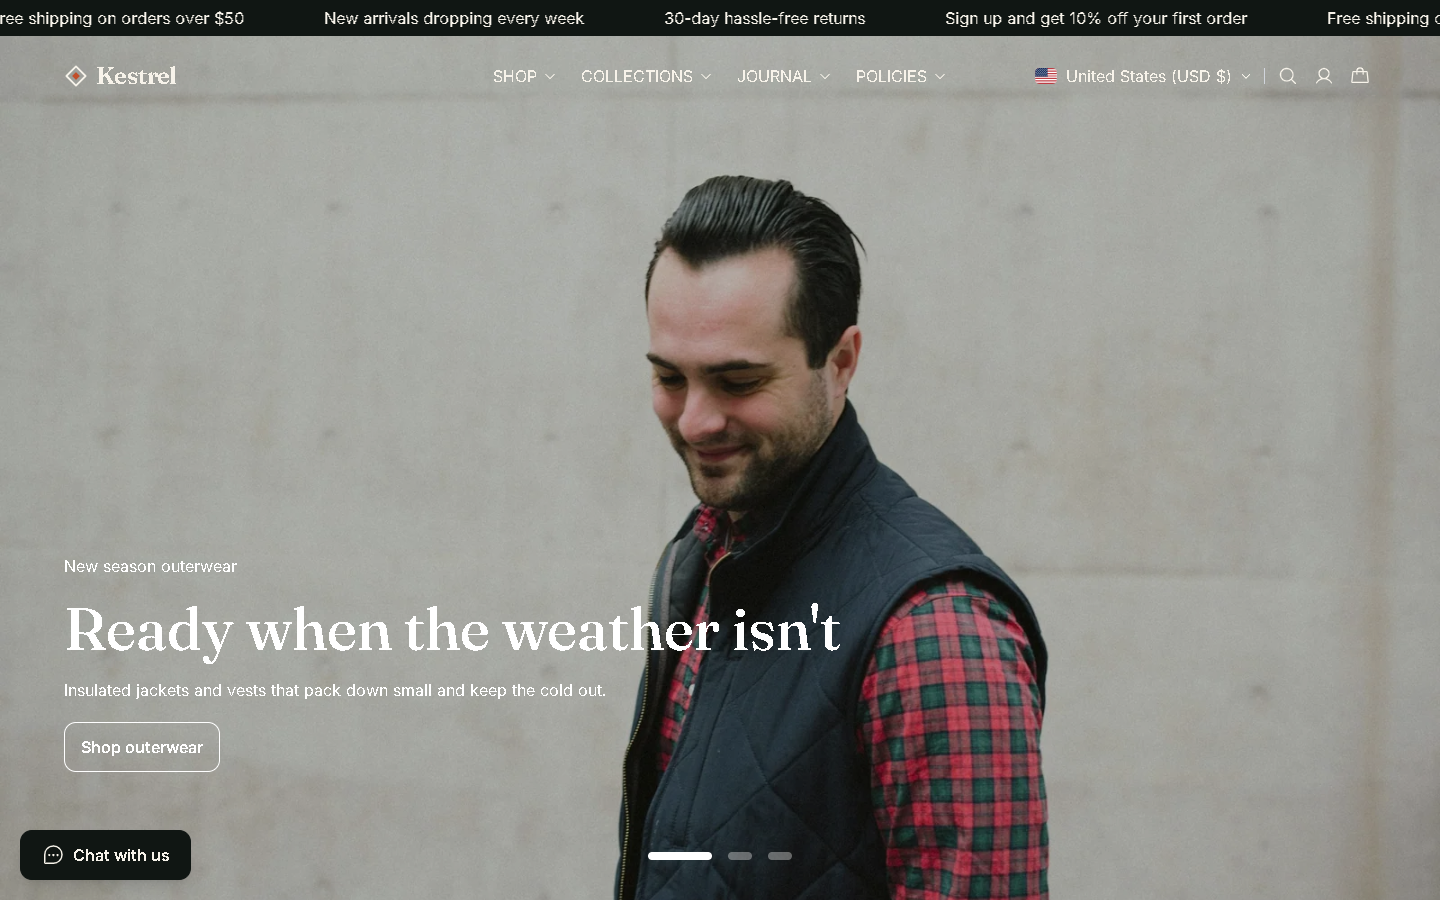 ree shipping on orders over $50 New arrivals dropping every week 30-day hassle-free returns Sign up and get 10% off your first order Free shipping
Kestrel SHOP COLLECTIONS JOURNAL POLICIES United States (USD $)
New season outerwear
Ready when the weather isn't
Insulated jackets and vests that pack down small and keep the cold out.
Shop outerwear
Chat with us